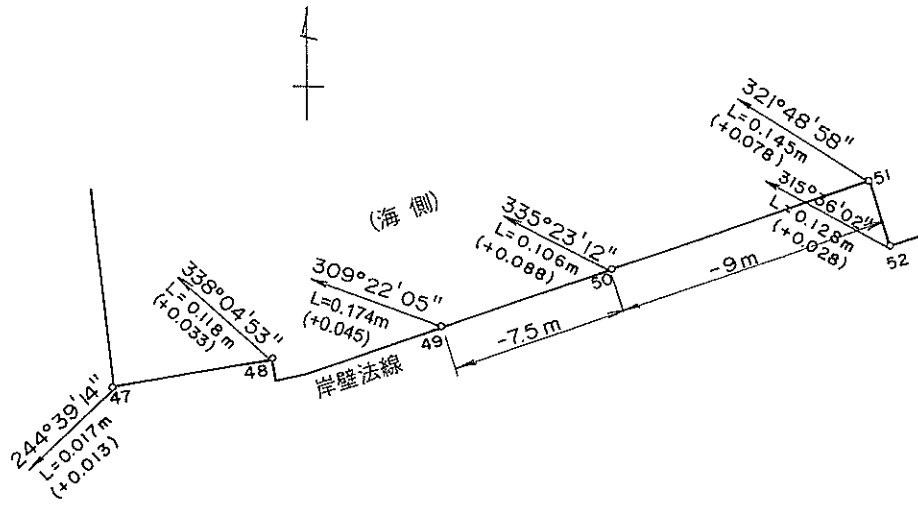 321°48'58"
L=0.145m
(+0.078)
51
315°36'02"
L=0.128m
(+0.028)
52
(海側)
335°23'12"
L=0.106m
(+0.088)
50
-9m
309°22'05"
L=0.174m
(+0.045)
49
-7.5m
338°04'53"
L=0.118m
(+0.033)
48
岸壁法線
244°39'14"
L=0.017m
(+0.013)
47